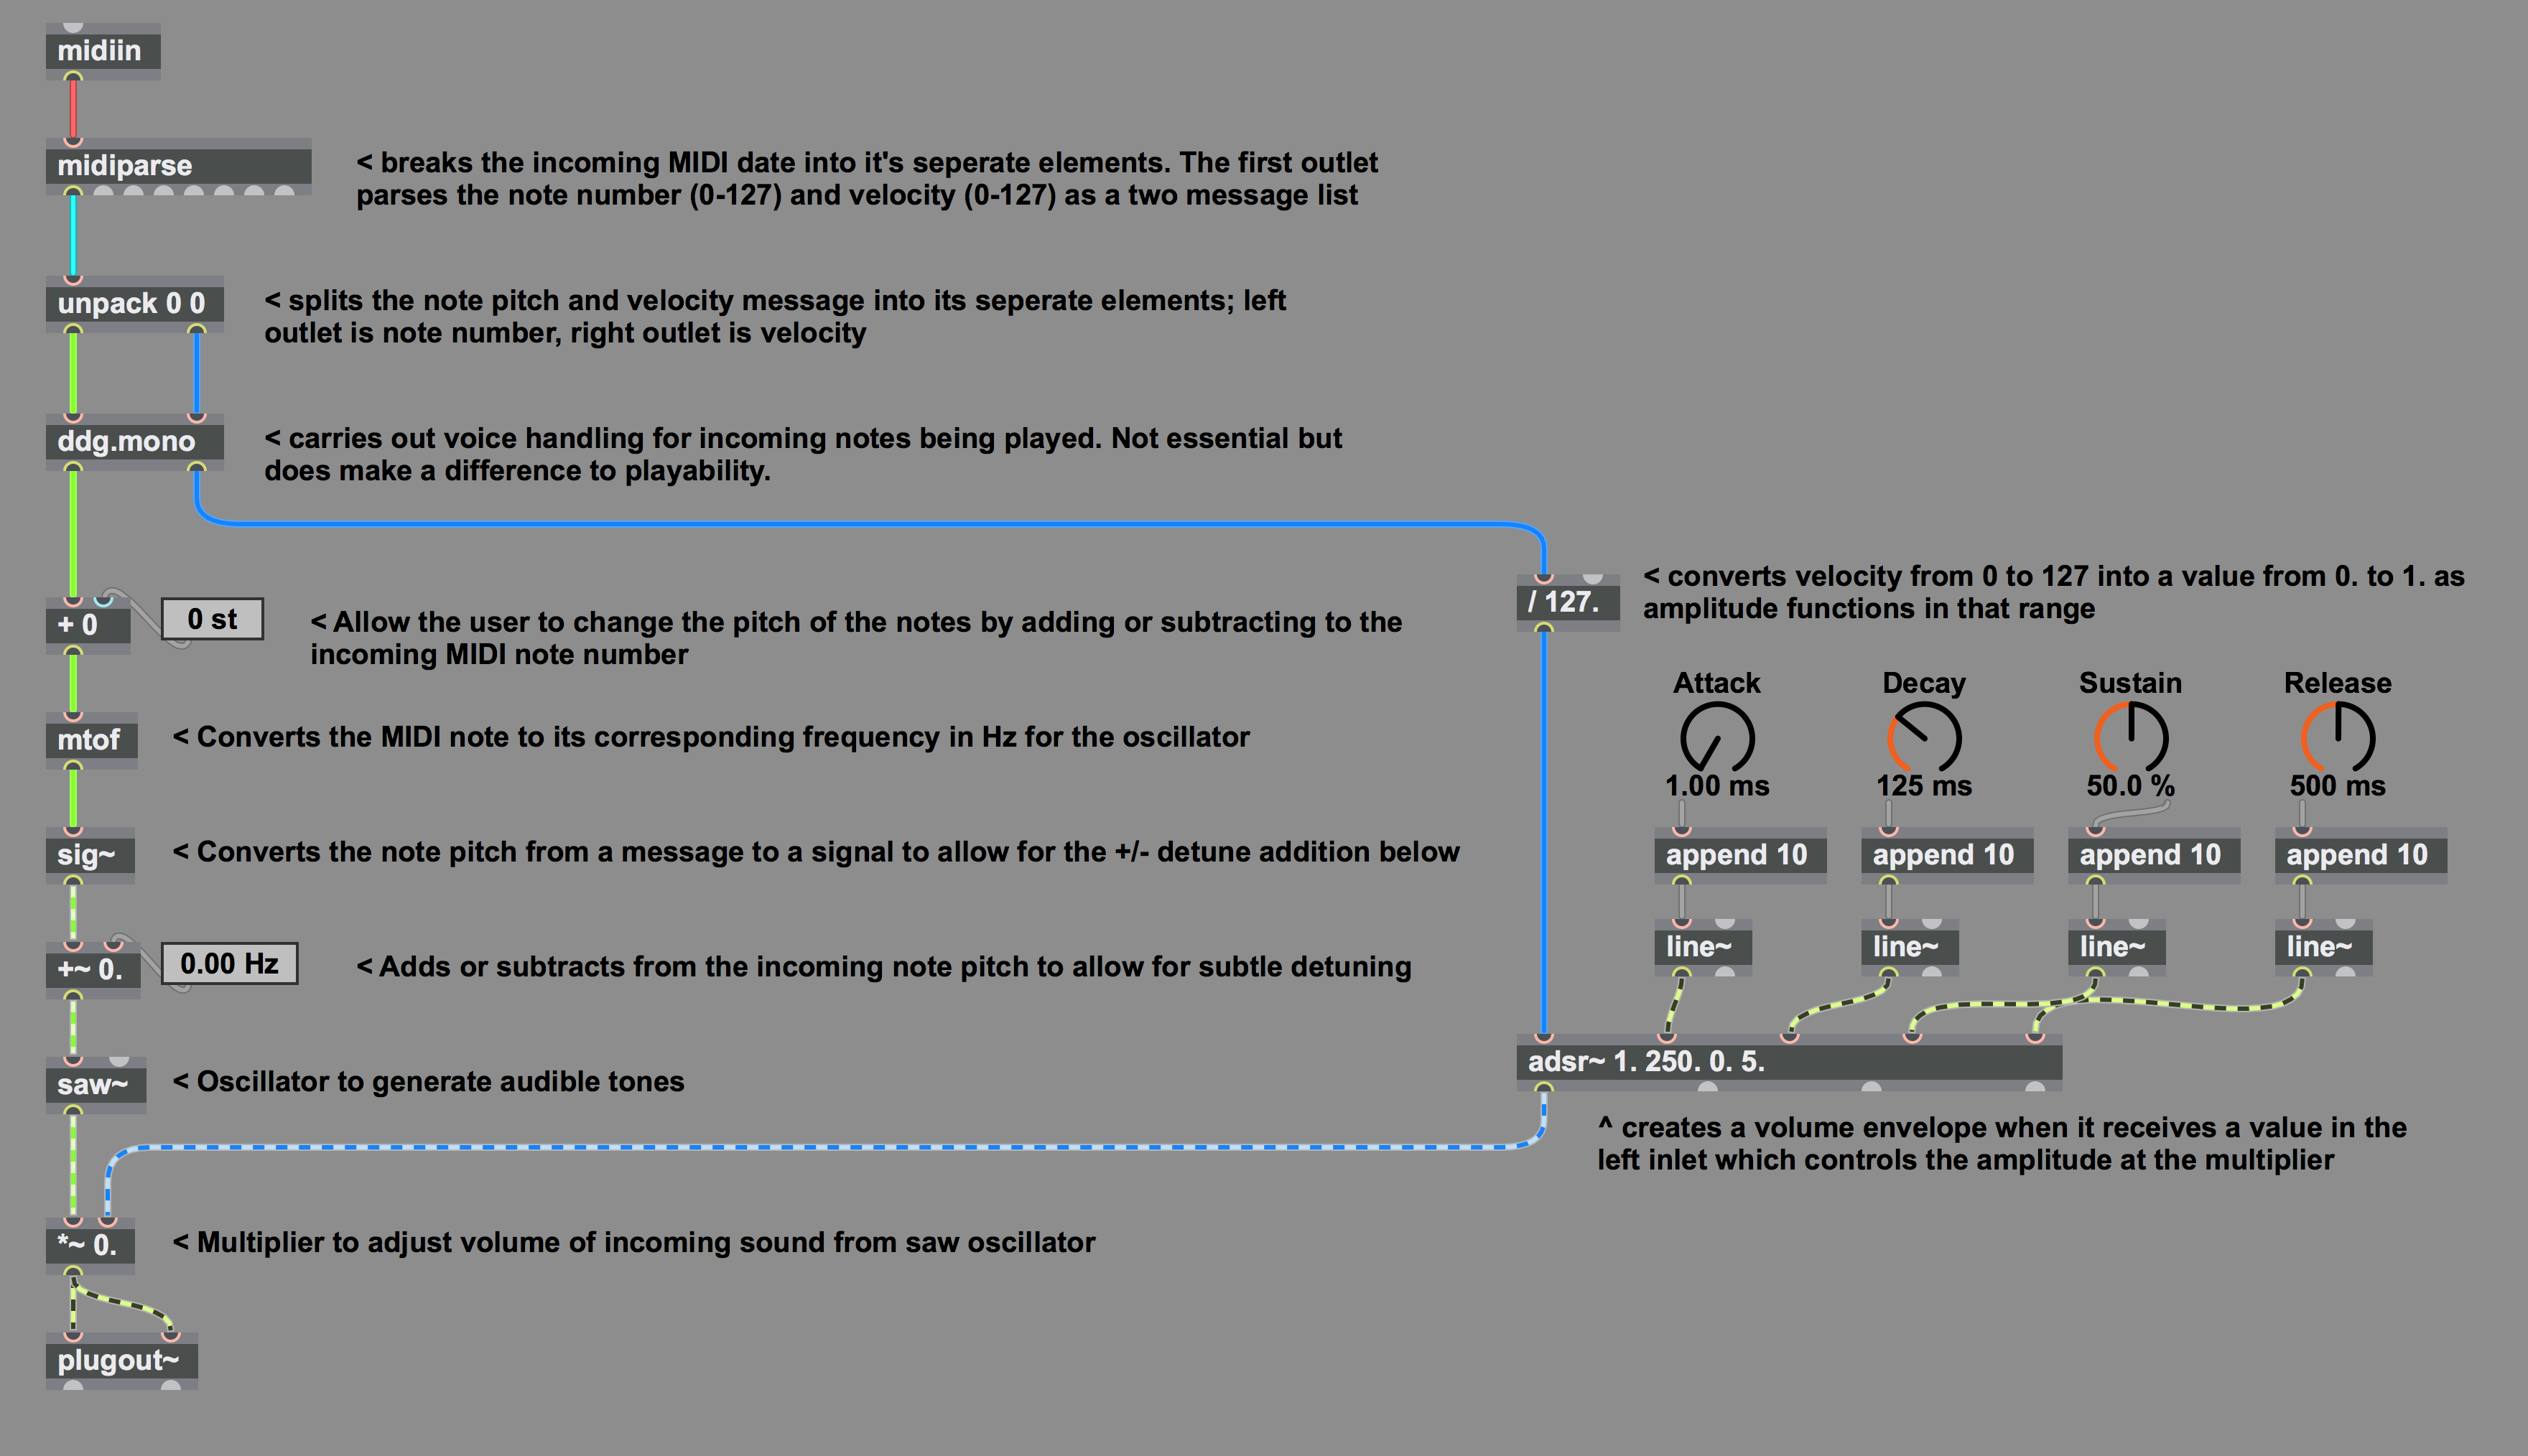 midiin
midiparse
< breaks the incoming MIDI date into it's seperate elements. The first outlet
parses the note number (0-127) and velocity (0-127) as a two message list
unpack 0 0
< splits the note pitch and velocity message into its seperate elements; left
outlet is note number, right outlet is velocity
ddg.mono
< carries out voice handling for incoming notes being played. Not essential but
does make a difference to playability.
+ 0
0 st
< Allow the user to change the pitch of the notes by adding or subtracting to the
incoming MIDI note number
mtof
< Converts the MIDI note to its corresponding frequency in Hz for the oscillator
sig~
< Converts the note pitch from a message to a signal to allow for the +/- detune addition below
+~ 0.
0.00 Hz
< Adds or subtracts from the incoming note pitch to allow for subtle detuning
saw~
< Oscillator to generate audible tones
*~ 0.
< Multiplier to adjust volume of incoming sound from saw oscillator
plugout~
/ 127.
< converts velocity from 0 to 127 into a value from 0. to 1. as
amplitude functions in that range
Attack Decay Sustain Release
1.00 ms 125 ms 50.0 % 500 ms
append 10 append 10 append 10 append 10
line~ line~ line~ line~
adsr~ 1. 250. 0. 5.
^ creates a volume envelope when it receives a value in the
left inlet which controls the amplitude at the multiplier